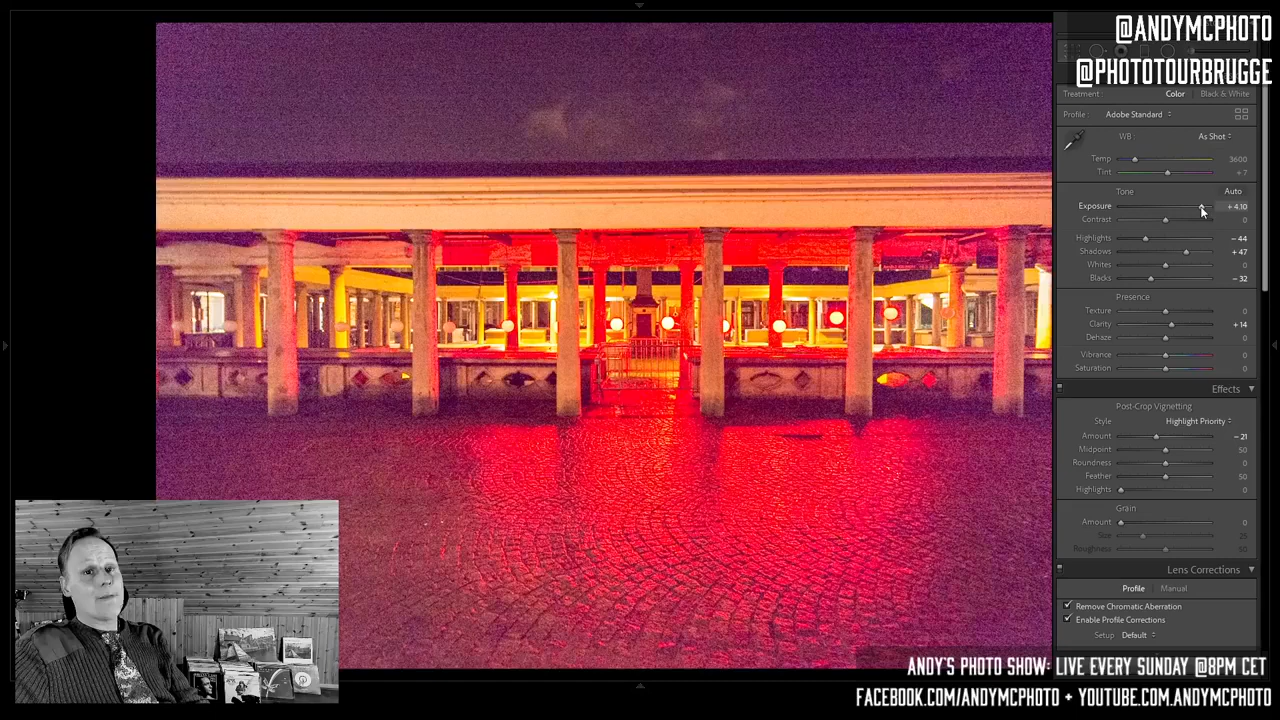 @ANDYMCPHOTO
@PHOTOTOURBRUGGE
Treatment : Color Black & White
Profile : Adobe Standard
WB As Shot
Temp 3600
Tint + 7
Tone Auto
Exposure + 4.10
Contrast 0
Highlights − 44
Shadows + 47
Whites 0
Blacks − 32
Presence
Texture 0
Clarity + 14
Dehaze 0
Vibrance 0
Saturation 0
Effects
Post-Crop Vignetting
Style Highlight Priority
Amount − 21
Midpoint 50
Roundness 0
Feather 50
Highlights 0
Grain
Amount 0
Size 25
Roughness 50
Lens Corrections
Profile Manual
Remove Chromatic Aberration
Enable Profile Corrections
Setup Default
ANDY'S PHOTO SHOW: LIVE EVERY SUNDAY @8PM CET
FACEBOOK.COM/ANDYMCPHOTO + YOUTUBE.COM.ANDYMCPHOTO